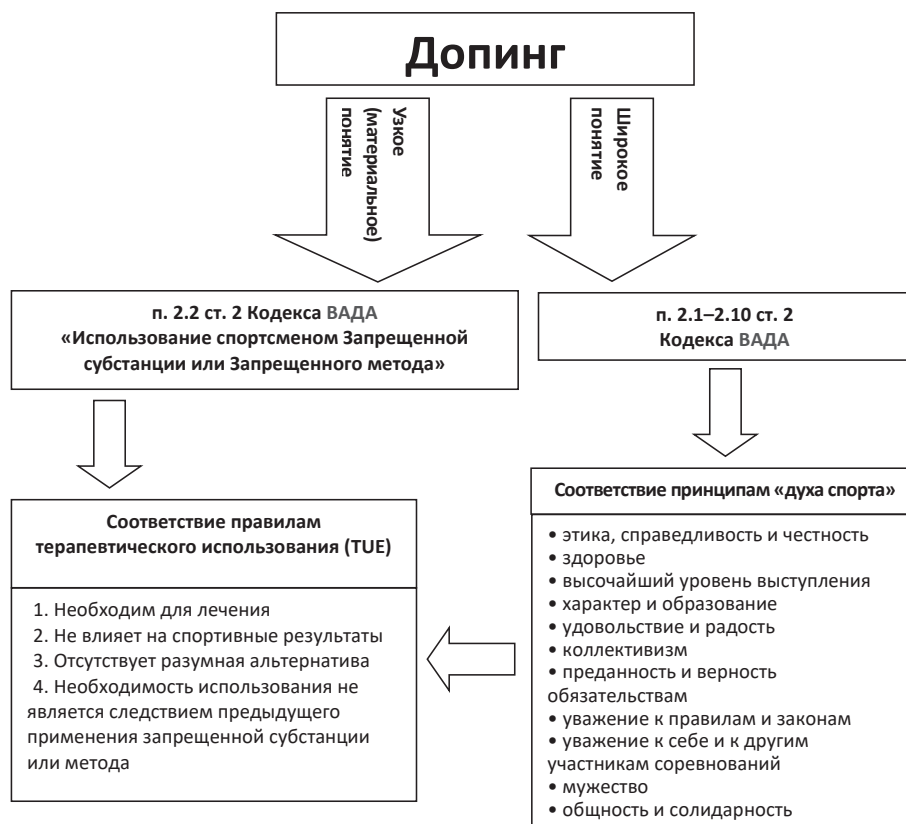 Допинг
Узкое
(материальное)
понятие
Широкое
понятие
п. 2.2 ст. 2 Кодекса ВАДА
«Использование спортсменом Запрещенной
субстанции или Запрещенного метода»
п. 2.1–2.10 ст. 2
Кодекса ВАДА
Соответствие правилам
терапевтического использования (TUE)
1. Необходим для лечения
2. Не влияет на спортивные результаты
3. Отсутствует разумная альтернатива
4. Необходимость использования не
является следствием предыдущего
применения запрещенной субстанции
или метода
Соответствие принципам «духа спорта»
• этика, справедливость и честность
• здоровье
• высочайший уровень выступления
• характер и образование
• удовольствие и радость
• коллективизм
• преданность и верность
обязательствам
• уважение к правилам и законам
• уважение к себе и к другим
участникам соревнований
• мужество
• общность и солидарность